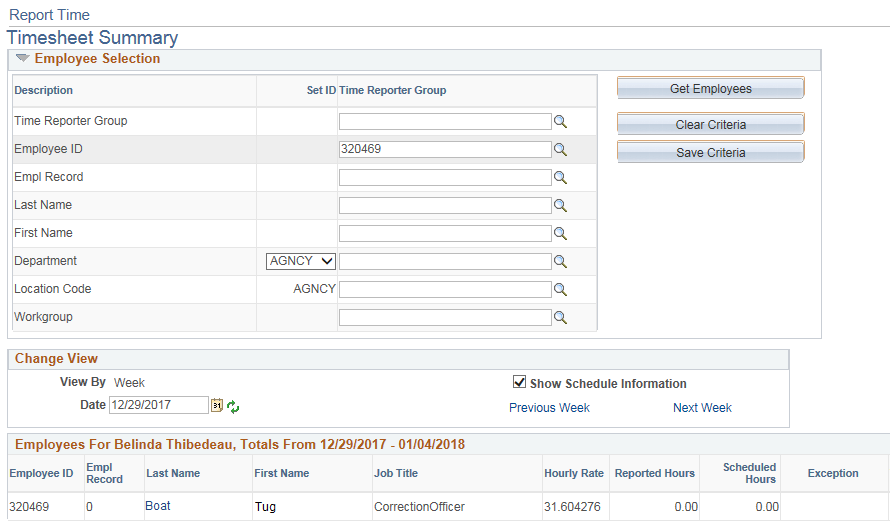 Report Time
Timesheet Summary
Employee Selection
Description Set ID Time Reporter Group
Time Reporter Group
Employee ID 320469
Empl Record
Last Name
First Name
Department AGNCY
Location Code AGNCY
Workgroup
Get Employees
Clear Criteria
Save Criteria
Change View
View By Week
Show Schedule Information
Date 12/29/2017 31
Previous Week Next Week
Employees For Belinda Thibedeau, Totals From 12/29/2017 - 01/04/2018
Employee ID Empl Record Last Name First Name Job Title Hourly Rate Reported Hours Scheduled Hours Exception
320469 0 Boat Tug CorrectionOfficer 31.604276 0.00 0.00